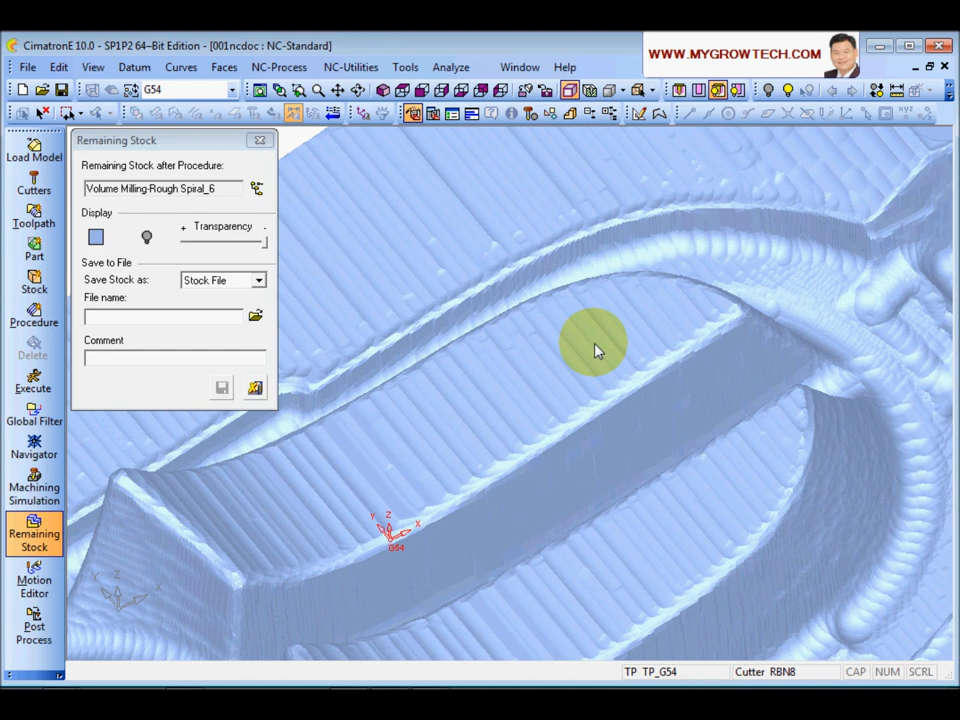 CimatronE 10.0 - SP1P2 64–Bit Edition - [001ncdoc : NC-Standard]
WWW.MYGROWTECH.COM
File Edit View Datum Curves Faces NC-Process NC-Utilities Tools Analyze Window Help
G54
Remaining Stock
Remaining Stock after Procedure:
Volume Milling-Rough Spiral_6
Display
+ Transparency -
Save to File
Save Stock as: Stock File
File name:
Comment
Load Model
Cutters
Toolpath
Part
Stock
Procedure
Delete
Execute
Global Filter
Navigator
Machining
Simulation
Remaining
Stock
Motion
Editor
Post
Process
Y Z X
G54
Y Z X
TP TP_G54 Cutter RBN8 CAP NUM SCRL